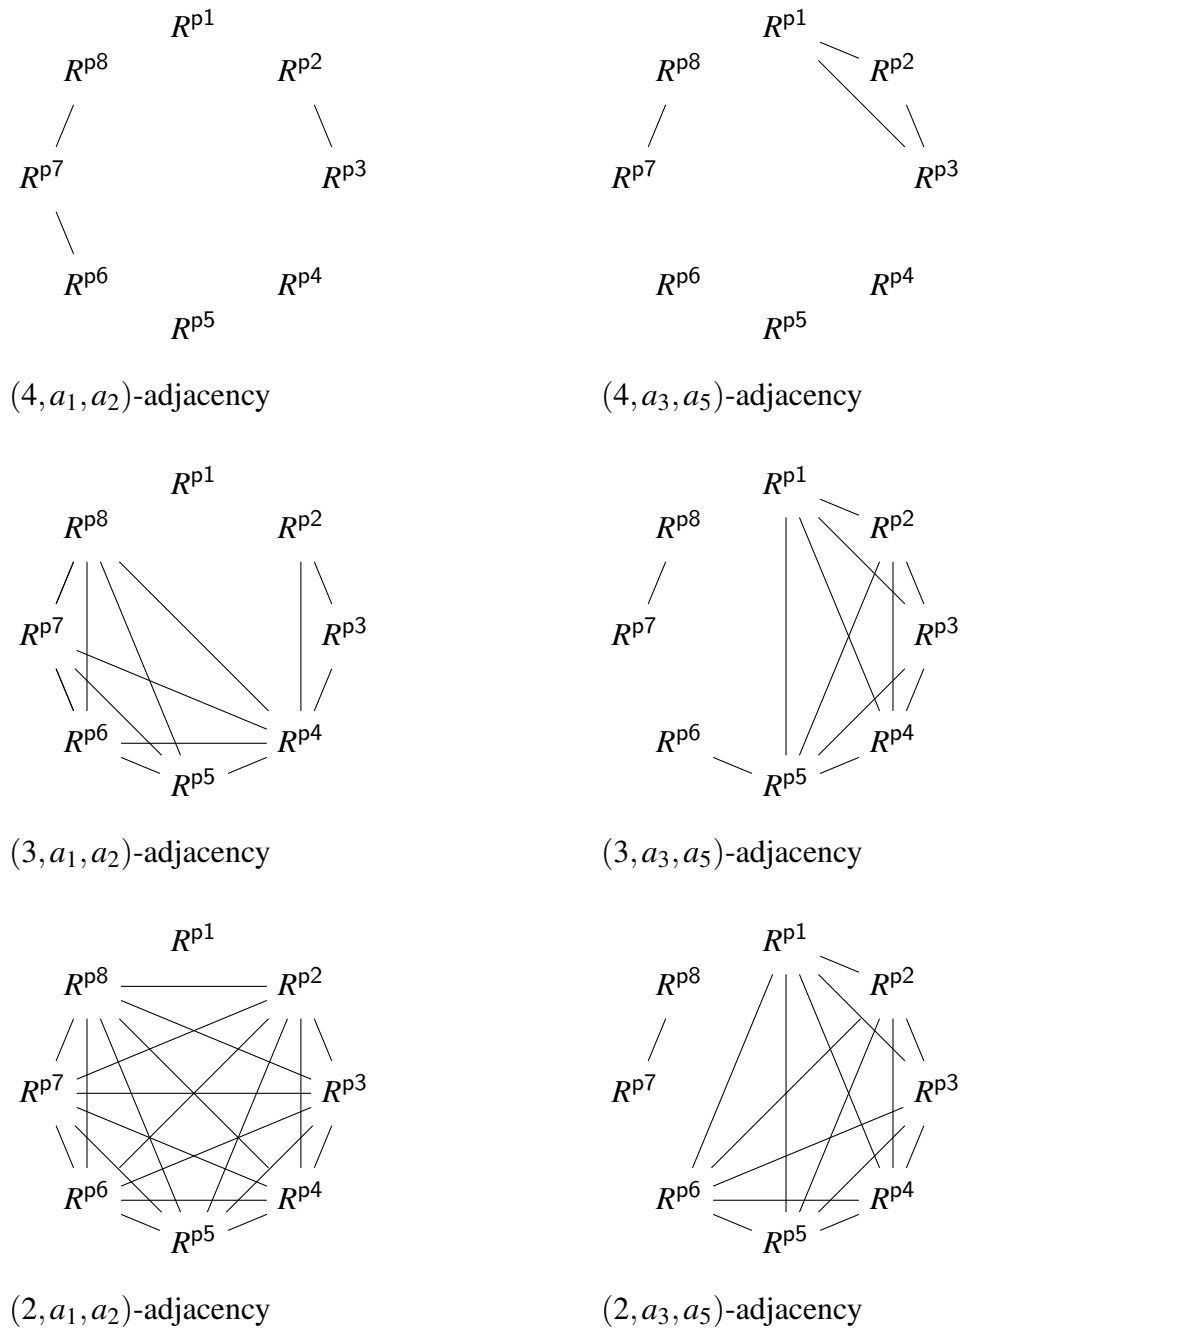 R^p1 R^p1
R^p8 R^p2 R^p8 R^p2
R^p7 R^p3 R^p7 R^p3
R^p6 R^p4 R^p6 R^p4
R^p5 R^p5
(4, a_1, a_2)-adjacency (4, a_3, a_5)-adjacency
R^p1 R^p1
R^p8 R^p2 R^p8 R^p2
R^p7 R^p3 R^p7 R^p3
R^p6 R^p4 R^p6 R^p4
R^p5 R^p5
(3, a_1, a_2)-adjacency (3, a_3, a_5)-adjacency
R^p1 R^p1
R^p8 R^p2 R^p8 R^p2
R^p7 R^p3 R^p7 R^p3
R^p6 R^p4 R^p6 R^p4
R^p5 R^p5
(2, a_1, a_2)-adjacency (2, a_3, a_5)-adjacency